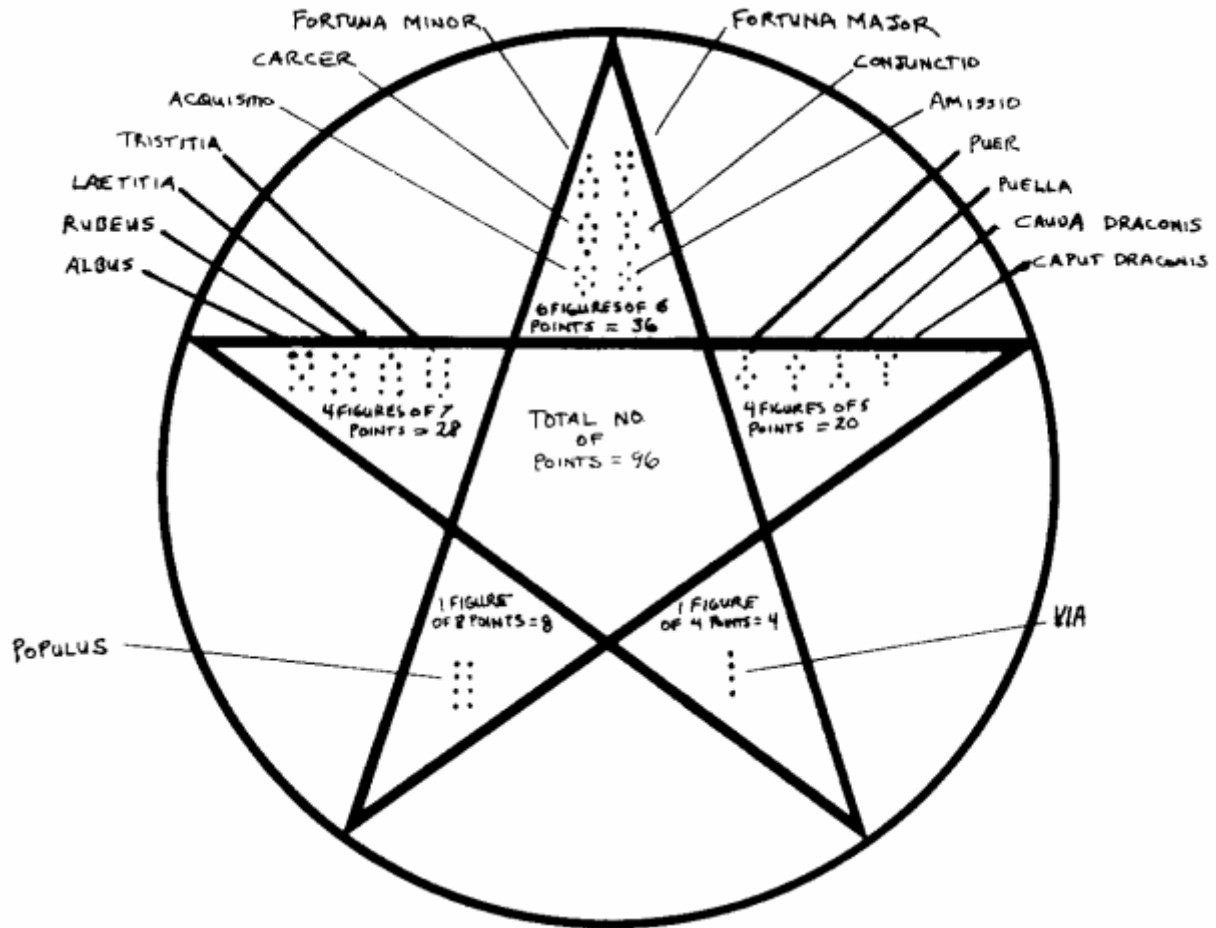 FORTUNA MINOR
CARCER
ACQUISITIO
TRISTITIA
LAETITIA
RUBEUS
ALBUS
FORTUNA MAJOR
CONJUNCTIO
AMISSIO
PUER
PUELLA
CAUDA DRACONIS
CAPUT DRACONIS
6 FIGURES OF 6
POINTS = 36
4 FIGURES OF 7
POINTS = 28
TOTAL NO.
OF
POINTS = 96
4 FIGURES OF 5
POINTS = 20
1 FIGURE
OF 8 POINTS = 8
1 FIGURE
OF 4 POINTS = 4
POPULUS
VIA